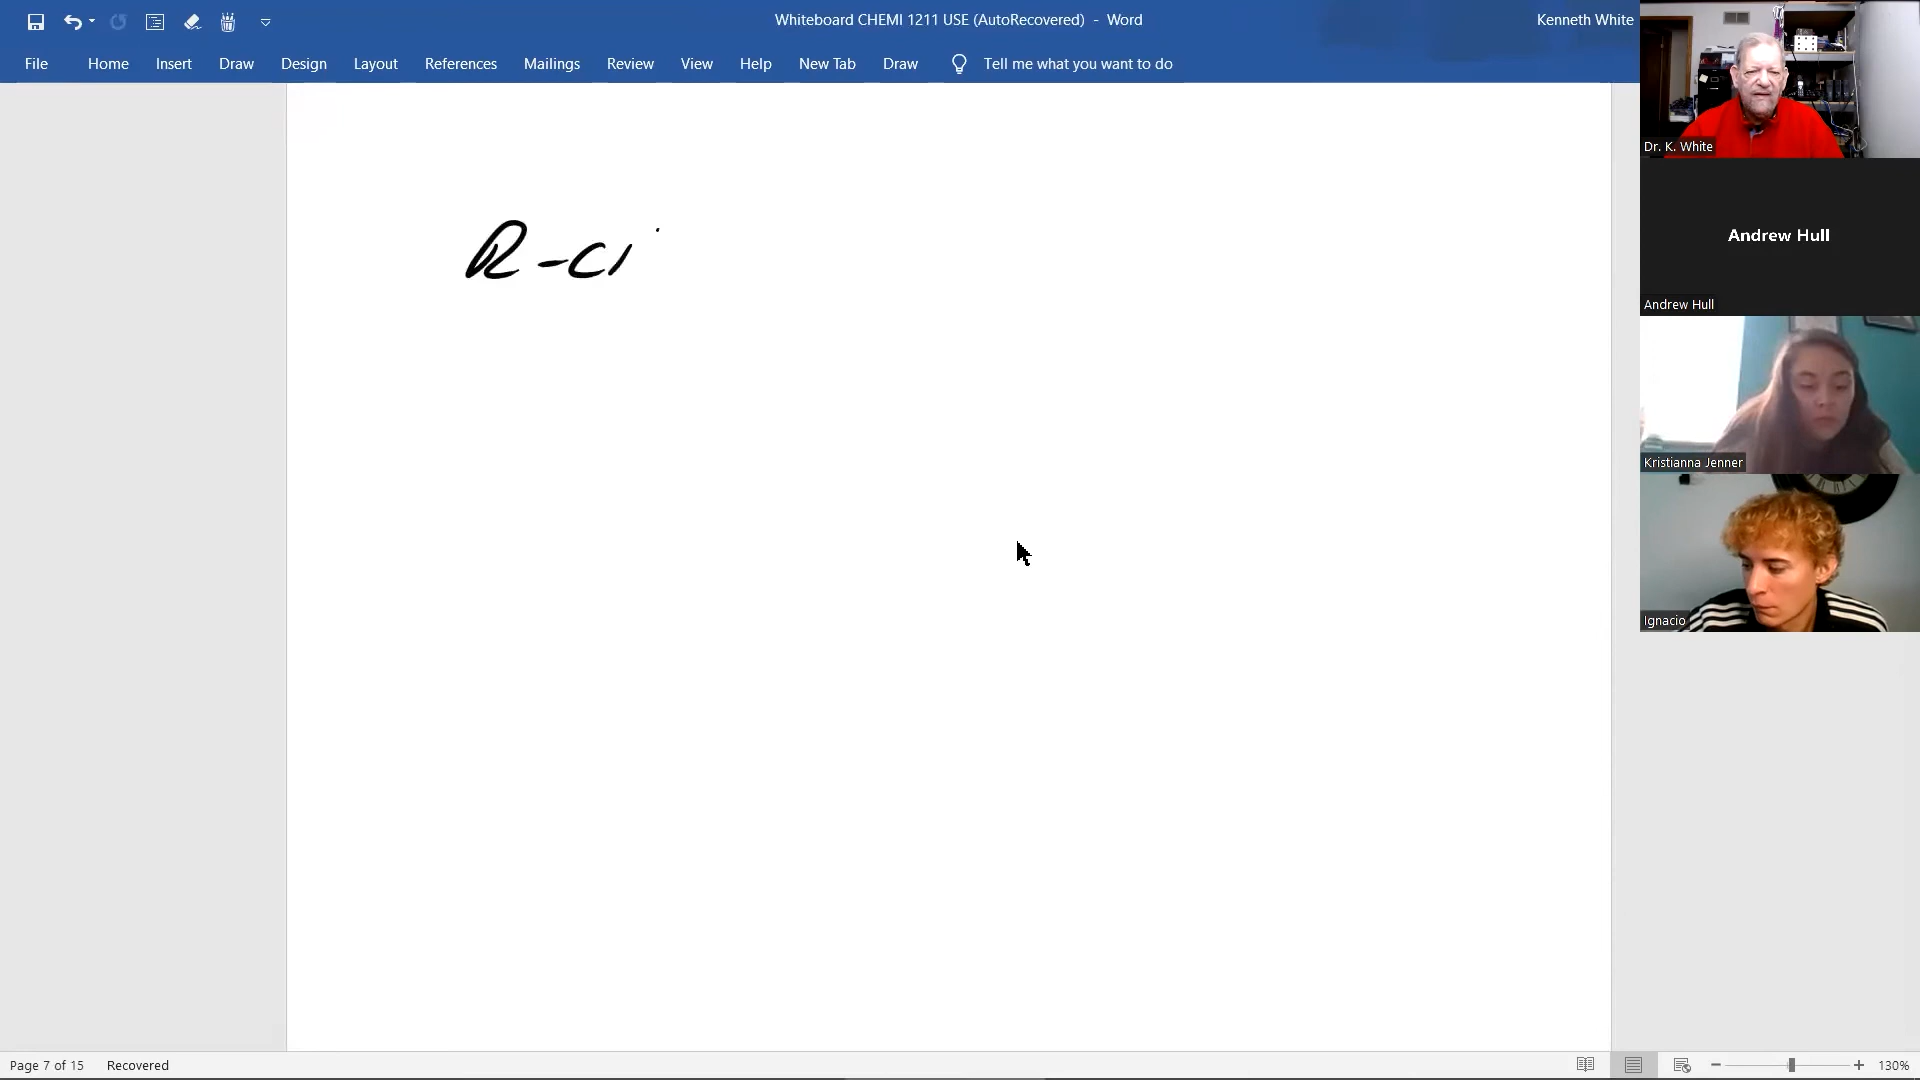 Whiteboard CHEMI 1211 USE (AutoRecovered) - Word
Kenneth White
File Home Insert Draw Design Layout References Mailings Review View Help New Tab Draw Tell me what you want to do
R-Cl
Dr. K. White
Andrew Hull
Andrew Hull
Kristianna Jenner
Ignacio
Page 7 of 15 Recovered
130%